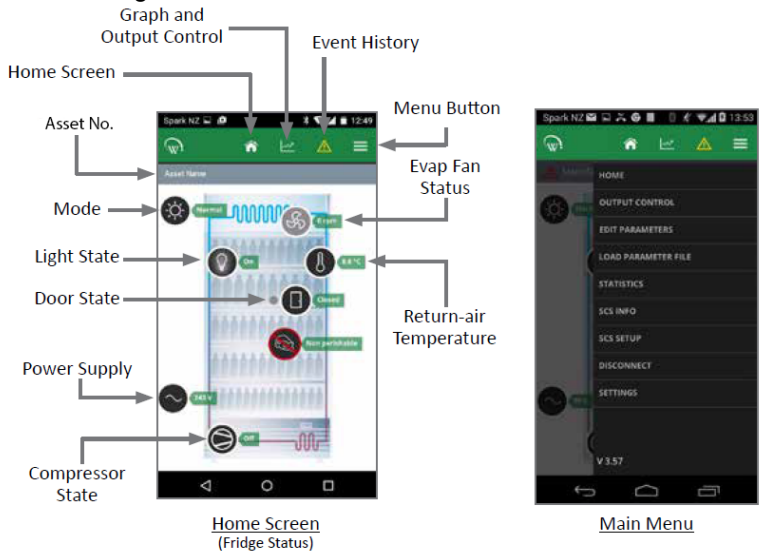 Graph and
Output Control
Event History
Home Screen
Menu Button
Asset No.
Spark NZ
12:49
Asset Name
Evap Fan
Status
Mode
Normal
0 rpm
Light State
On
Door State
Closed
Return-air
Temperature
Non perishable
Power Supply
Off
Compressor
State
Home Screen
(Fridge Status)
Spark NZ
13:53
HOME
OUTPUT CONTROL
EDIT PARAMETERS
LOAD PARAMETER FILE
STATISTICS
SCS INFO
SCS SETUP
DISCONNECT
SETTINGS
V 3.57
Main Menu